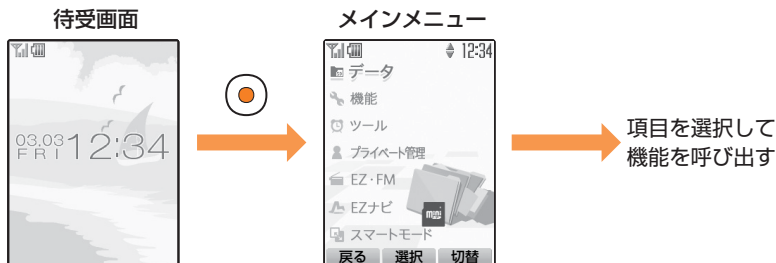 待受画面
03.03
FRI
12:34
メインメニュー
12:34
データ
機能
ツール
プライベート管理
EZ・FM
EZナビ
スマートモード
mini
戻る 選択 切替
項目を選択して
機能を呼び出す